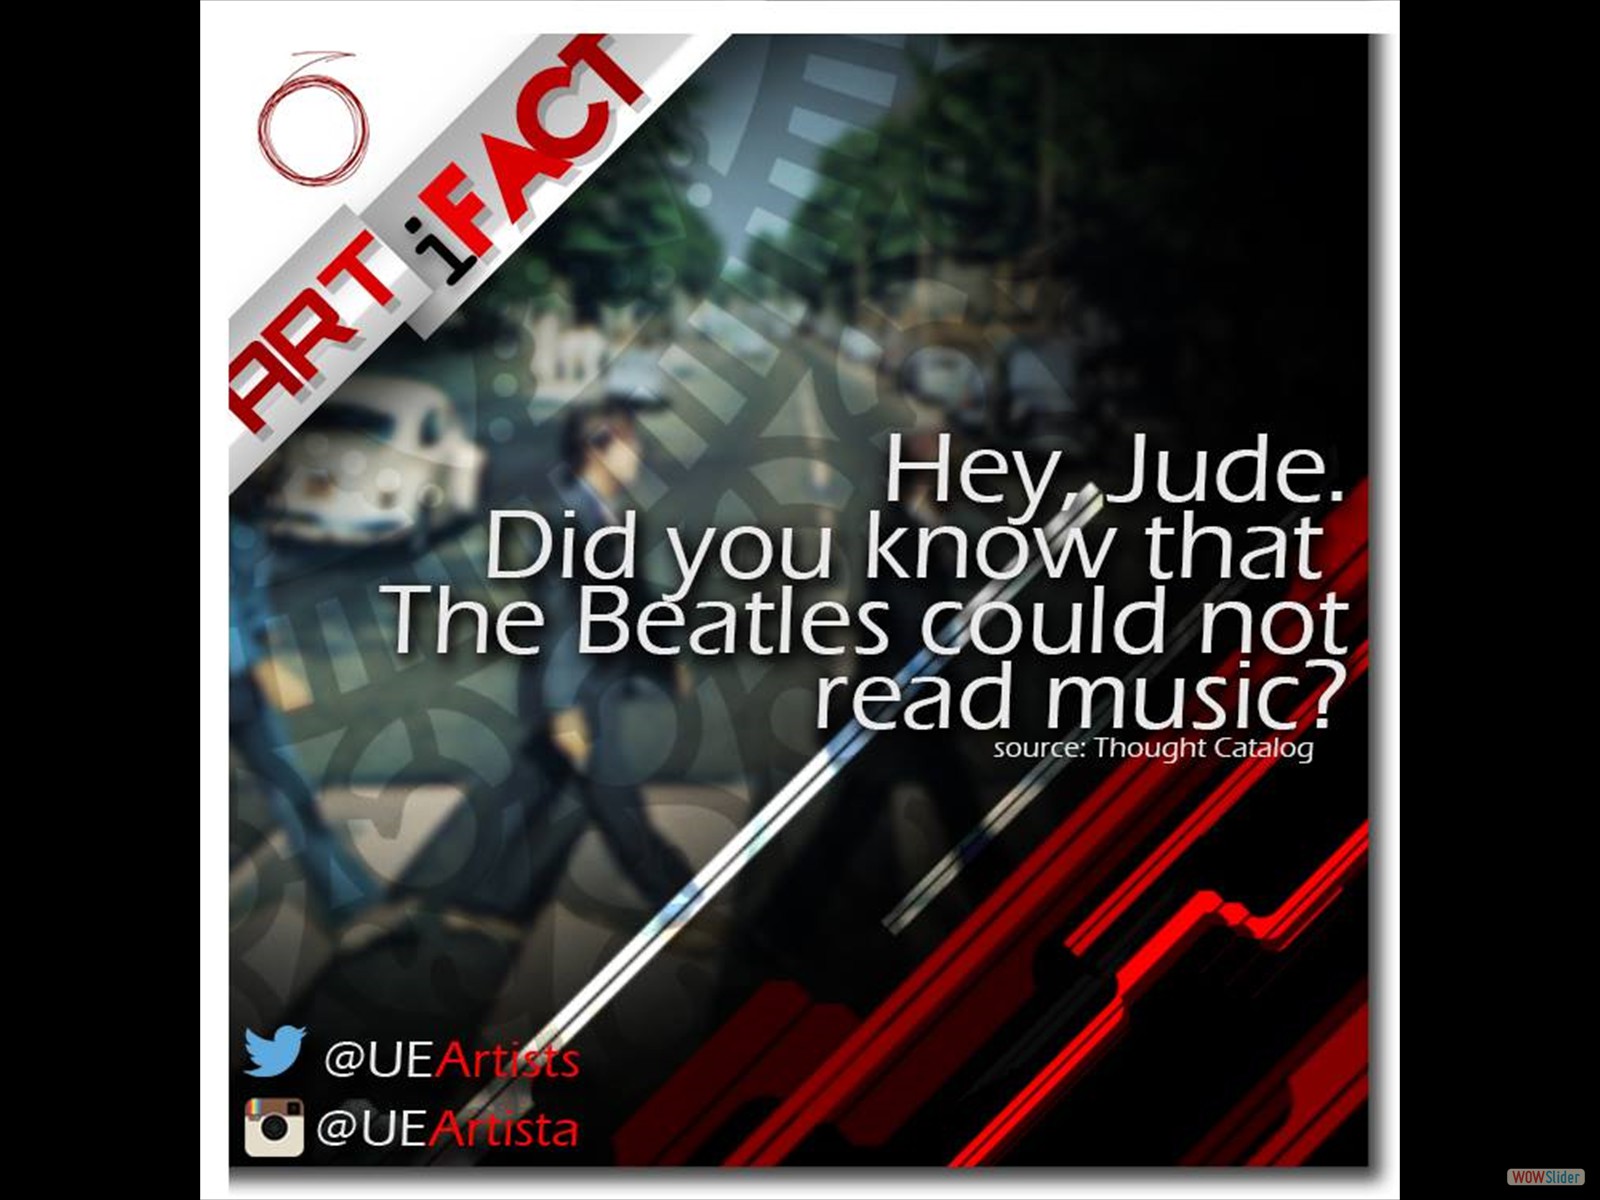 ART iFACT
Hey, Jude.
Did you know that
The Beatles could not
read music?
source: Thought Catalog
@UEArtists
@UEArtista
WOWSlider